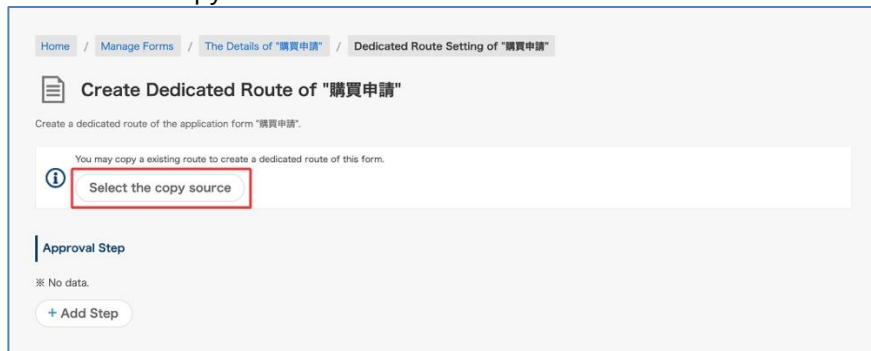 Home / Manage Forms / The Details of "購買申請" / Dedicated Route Setting of "購買申請"
Create Dedicated Route of "購買申請"
Create a dedicated route of the application form "購買申請".
You may copy a existing route to create a dedicated route of this form.
Select the copy source
Approval Step
※ No data.
+ Add Step